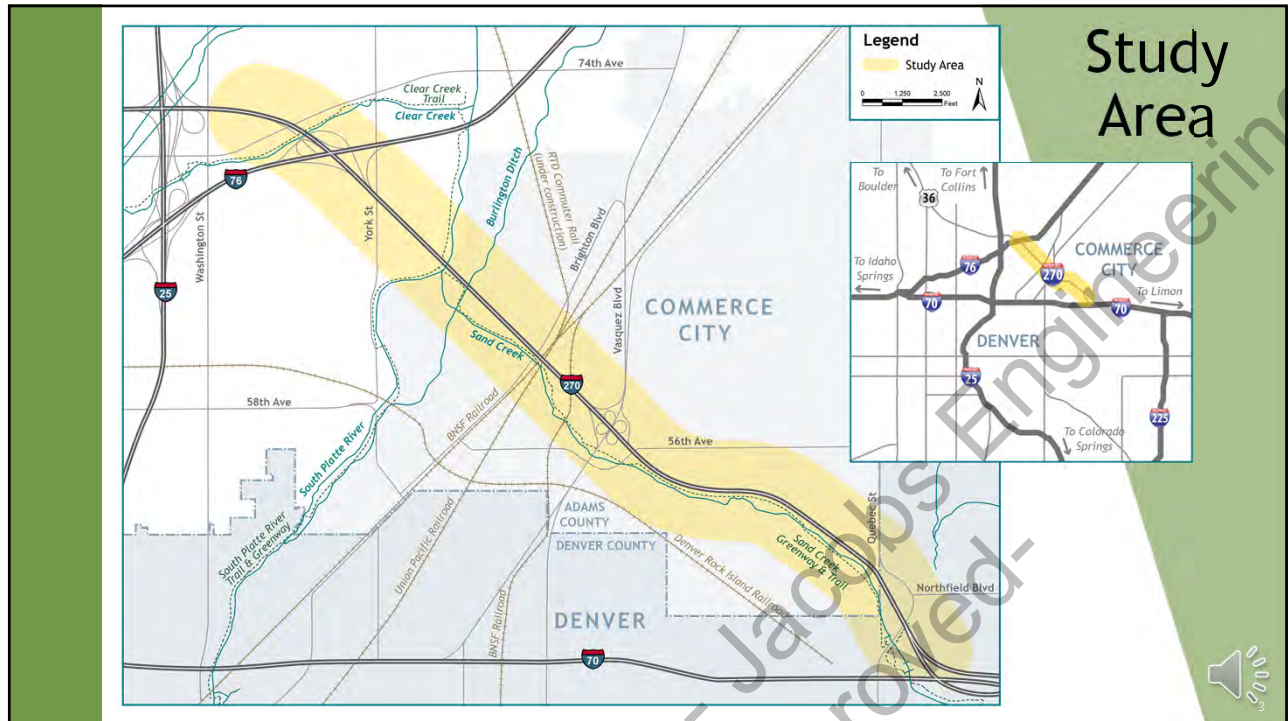 Study
Area
Legend
Study Area
0 1,250 2,500
Feet
N
74th Ave
Clear Creek
Trail
Clear Creek
76
25
Washington St
York St
Burlington Ditch
RTD Commuter Rail
(under construction)
Brighton Blvd
Vasquez Blvd
COMMERCE
CITY
Sand Creek
270
58th Ave
BNSF Railroad
56th Ave
South Platte River
South Platte River
Trail & Greenway
Union Pacific Railroad
BNSF Railroad
ADAMS
COUNTY
DENVER COUNTY
Denver Rock Island Railroad
Sand Creek
Greenway & Trail
Quebec St
Northfield Blvd
DENVER
70
To
Boulder
To Fort
Collins
36
COMMERCE
CITY
To Idaho
Springs
76
270
To Limon
70
70
DENVER
25
225
To Colorado
Springs
Jacobs Engineering
roved-
3